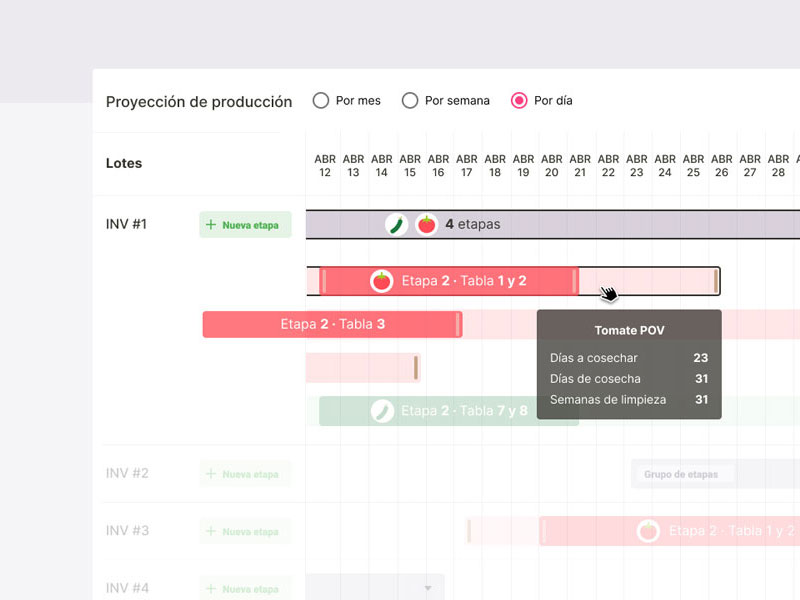 Proyección de producción
Por mes
Por semana
Por día
Lotes
ABR 12
ABR 13
ABR 14
ABR 15
ABR 16
ABR 17
ABR 18
ABR 19
ABR 20
ABR 21
ABR 22
ABR 23
ABR 24
ABR 25
ABR 26
ABR 27
ABR 28
INV #1
+ Nueva etapa
4 etapas
Etapa 2 · Tabla 1 y 2
Etapa 2 · Tabla 3
Tomate POV
Días a cosechar 23
Días de cosecha 31
Semanas de limpieza 31
Etapa 2 · Tabla 7 y 8
INV #2
+ Nueva etapa
Grupo de etapas
INV #3
+ Nueva etapa
Etapa 2 · Tabla 1 y 2
INV #4
+ Nueva etapa